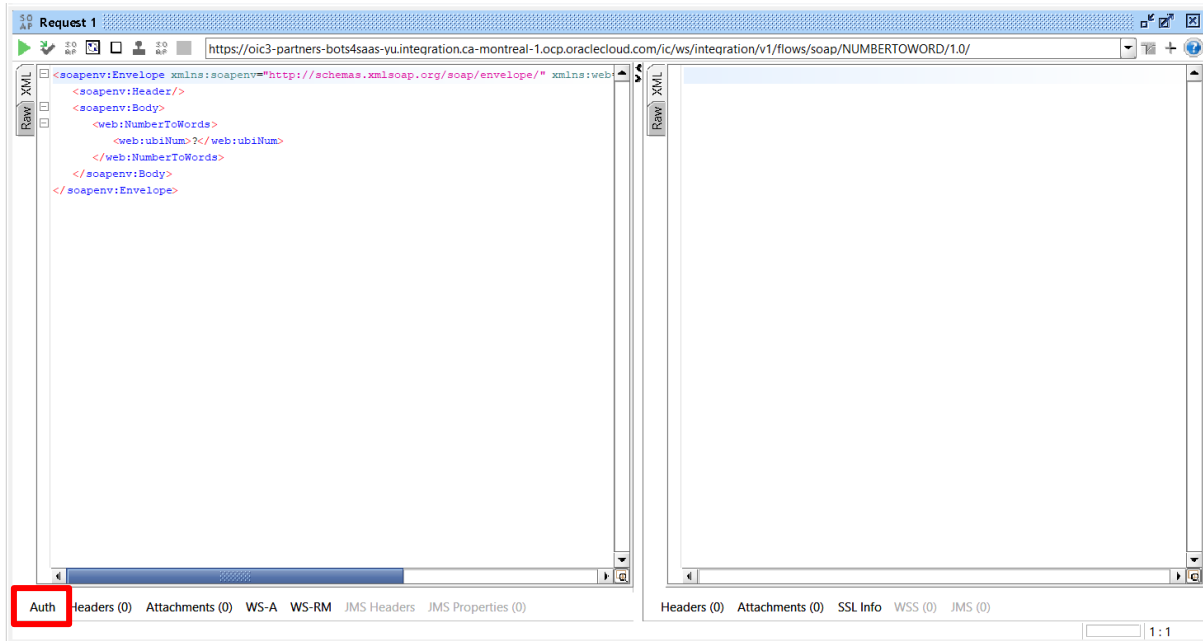 SOAP Request 1
https://oic3-partners-bots4saas-yu.integration.ca-montreal-1.ocp.oraclecloud.com/ic/ws/integration/v1/flows/soap/NUMBERTOWORD/1.0/
XML
Raw
<soapenv:Envelope xmlns:soapenv="http://schemas.xmlsoap.org/soap/envelope/" xmlns:web
<soapenv:Header/>
<soapenv:Body>
<web:NumberToWords>
<web:ubiNum>?</web:ubiNum>
</web:NumberToWords>
</soapenv:Body>
</soapenv:Envelope>
XML
Raw
Auth Headers (0) Attachments (0) WS-A WS-RM JMS Headers JMS Properties (0)
Headers (0) Attachments (0) SSL Info WSS (0) JMS (0)
1 : 1